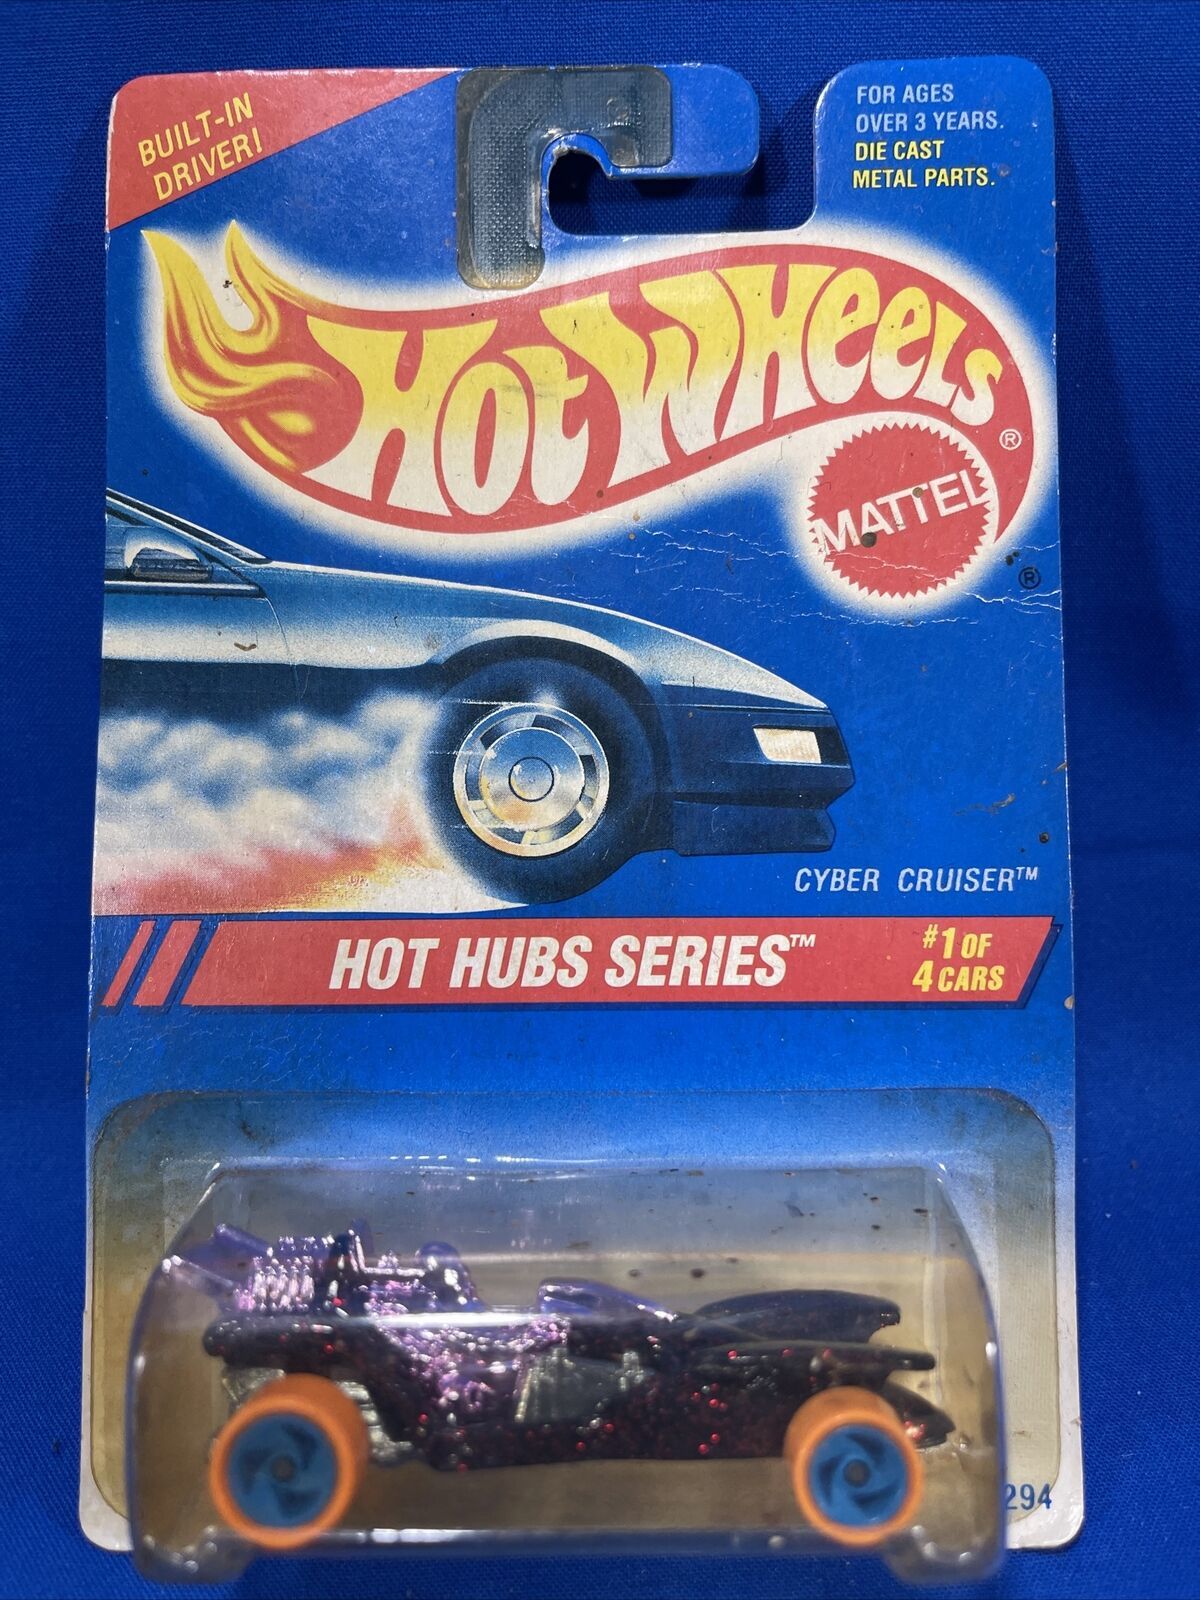 BUILT-IN
DRIVER!
FOR AGES
OVER 3 YEARS.
DIE CAST
METAL PARTS.
HOT WHEELS®
MATTEL
®
CYBER CRUISER™
HOT HUBS SERIES™
#1 OF
4 CARS
294